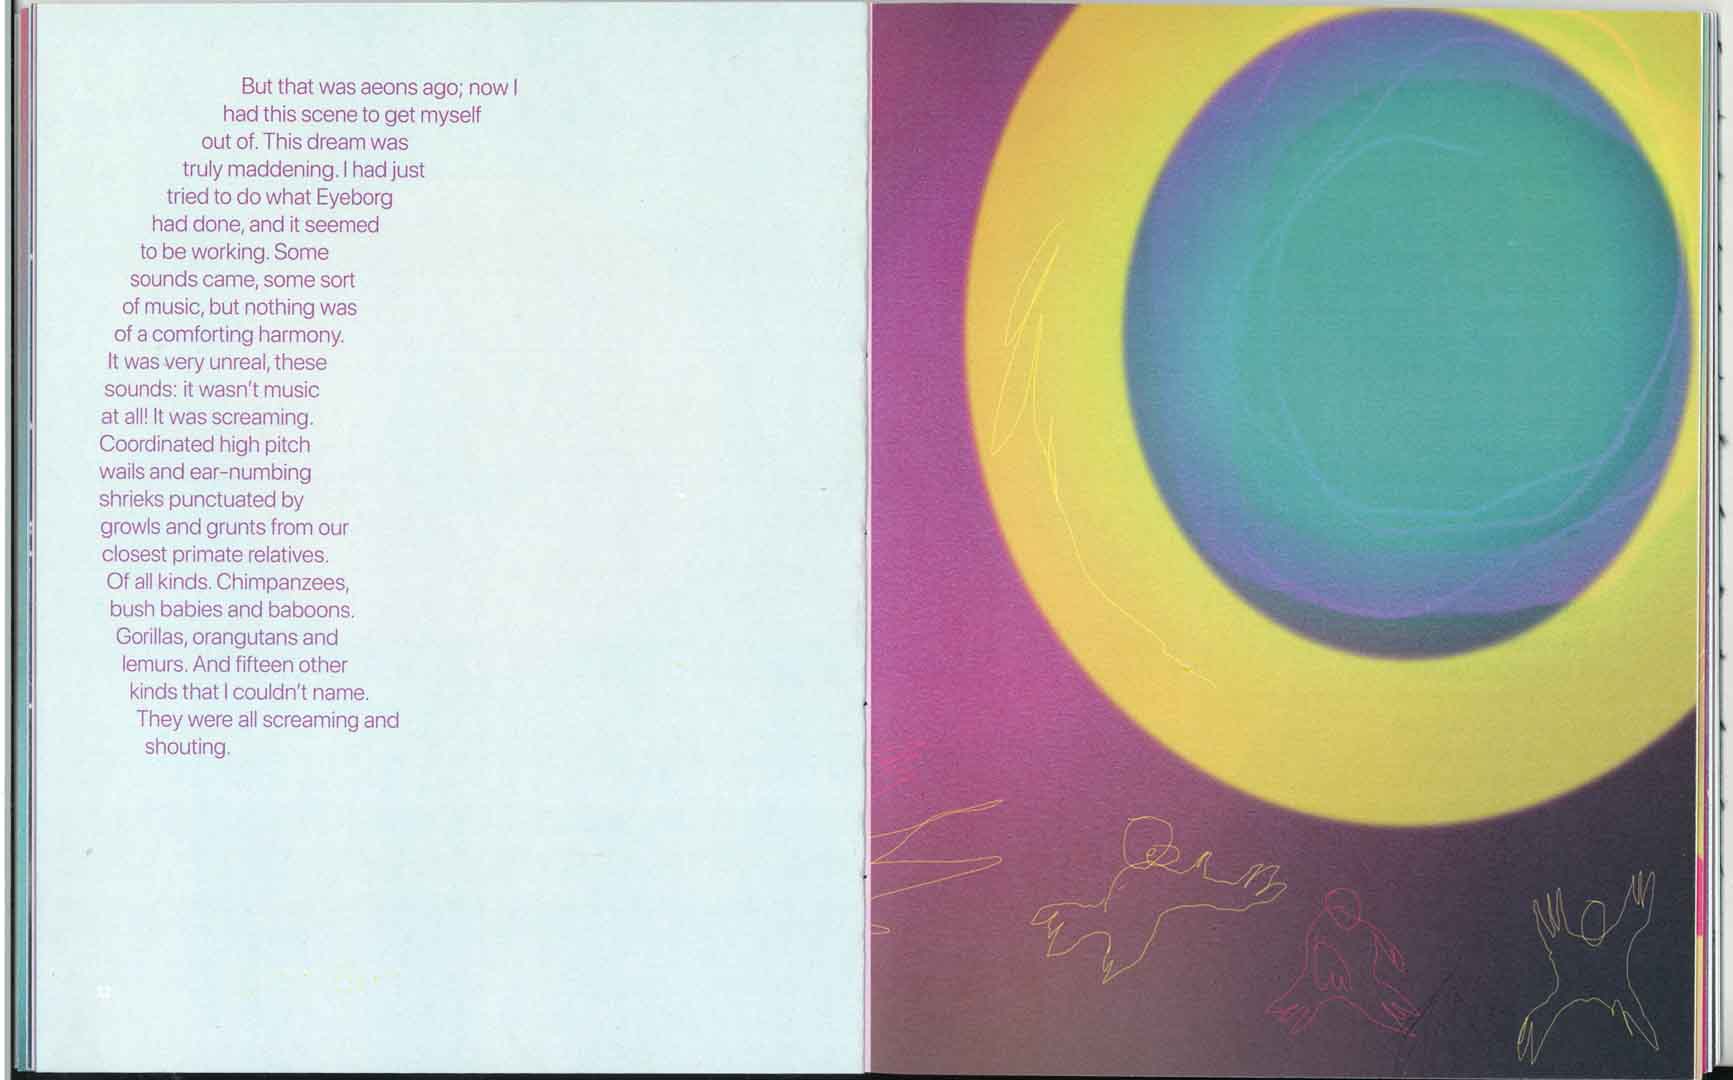 But that was aeons ago; now I
had this scene to get myself
out of. This dream was
truly maddening. I had just
tried to do what Eyeborg
had done, and it seemed
to be working. Some
sounds came, some sort
of music, but nothing was
of a comforting harmony.
It was very unreal, these
sounds: it wasn't music
at all! It was screaming.
Coordinated high pitch
wails and ear-numbing
shrieks punctuated by
growls and grunts from our
closest primate relatives.
Of all kinds. Chimpanzees,
bush babies and baboons.
Gorillas, orangutans and
lemurs. And fifteen other
kinds that I couldn't name.
They were all screaming and
shouting.